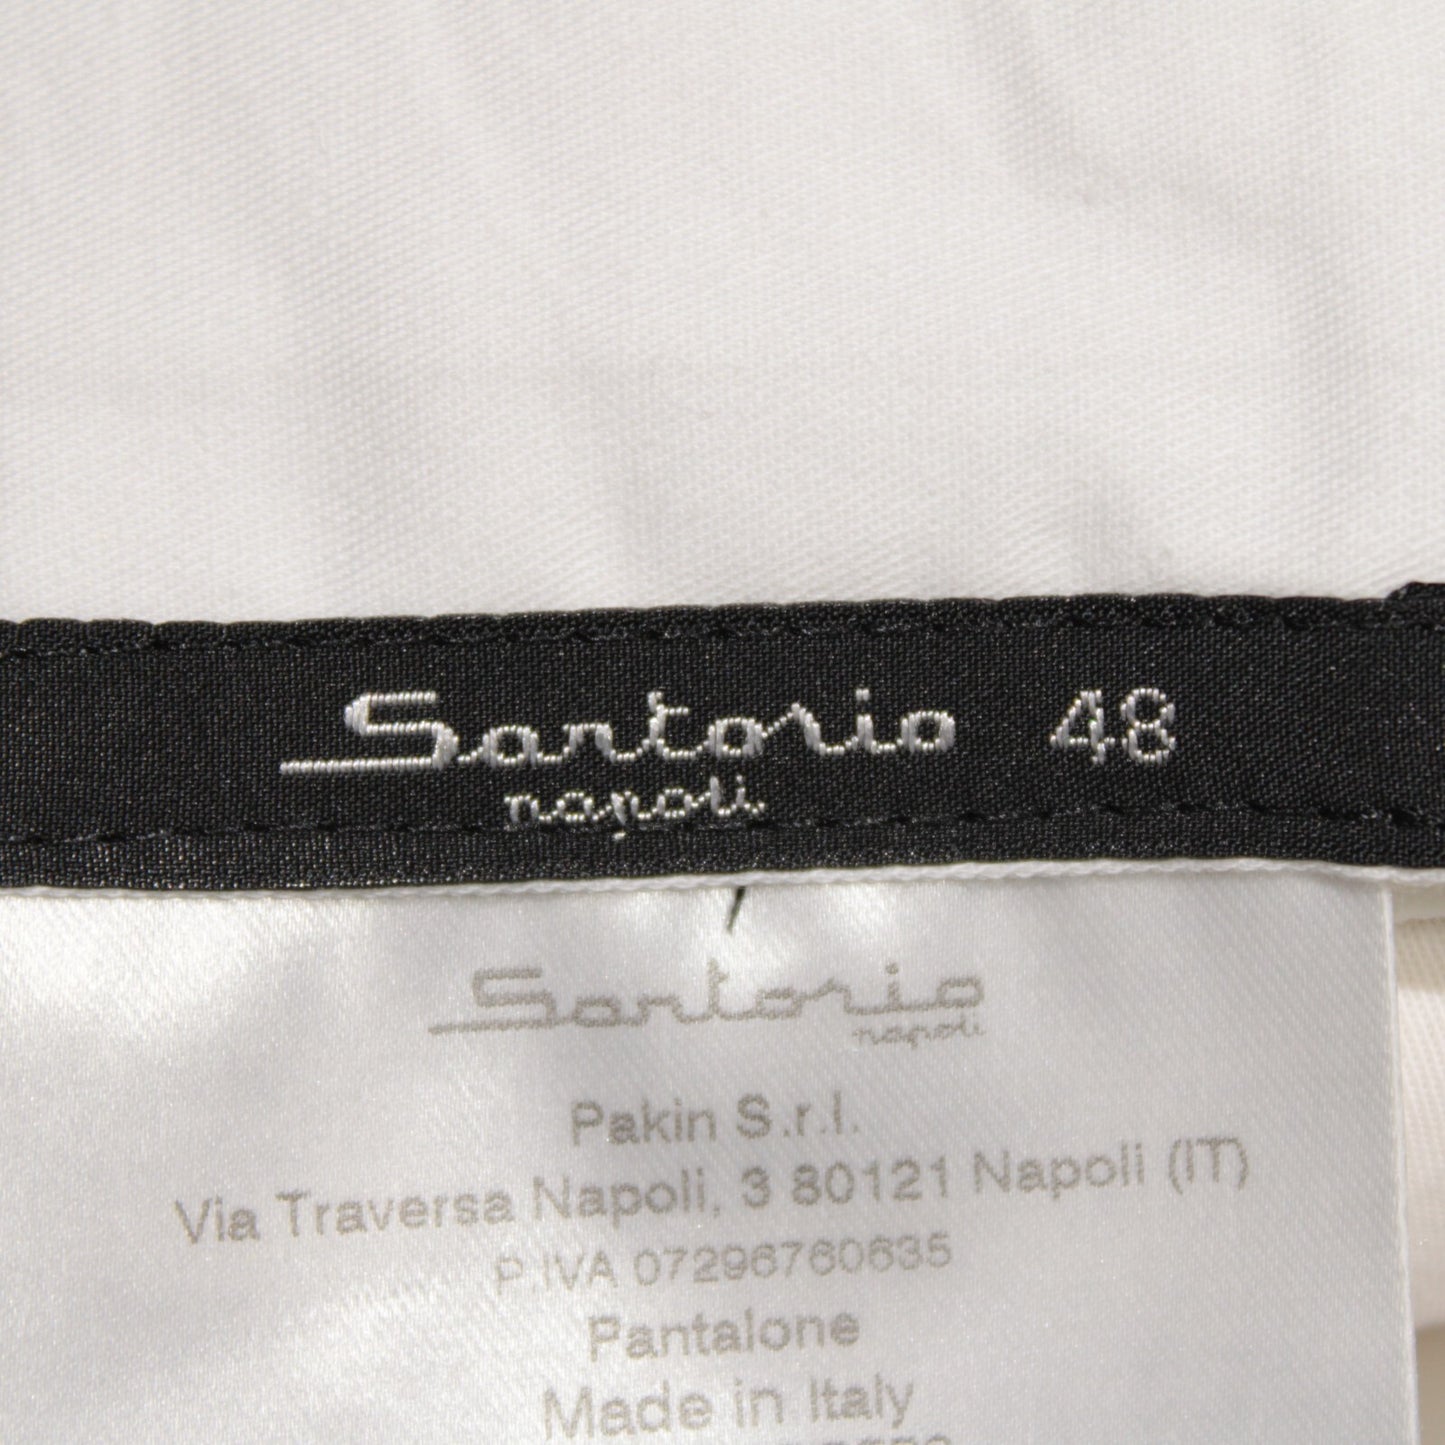 Sartorio 48
napoli
Sartorio
napoli
Pakin S.r.l.
Via Traversa Napoli, 3 80121 Napoli (IT)
P.IVA 07296760635
Pantalone
Made in Italy